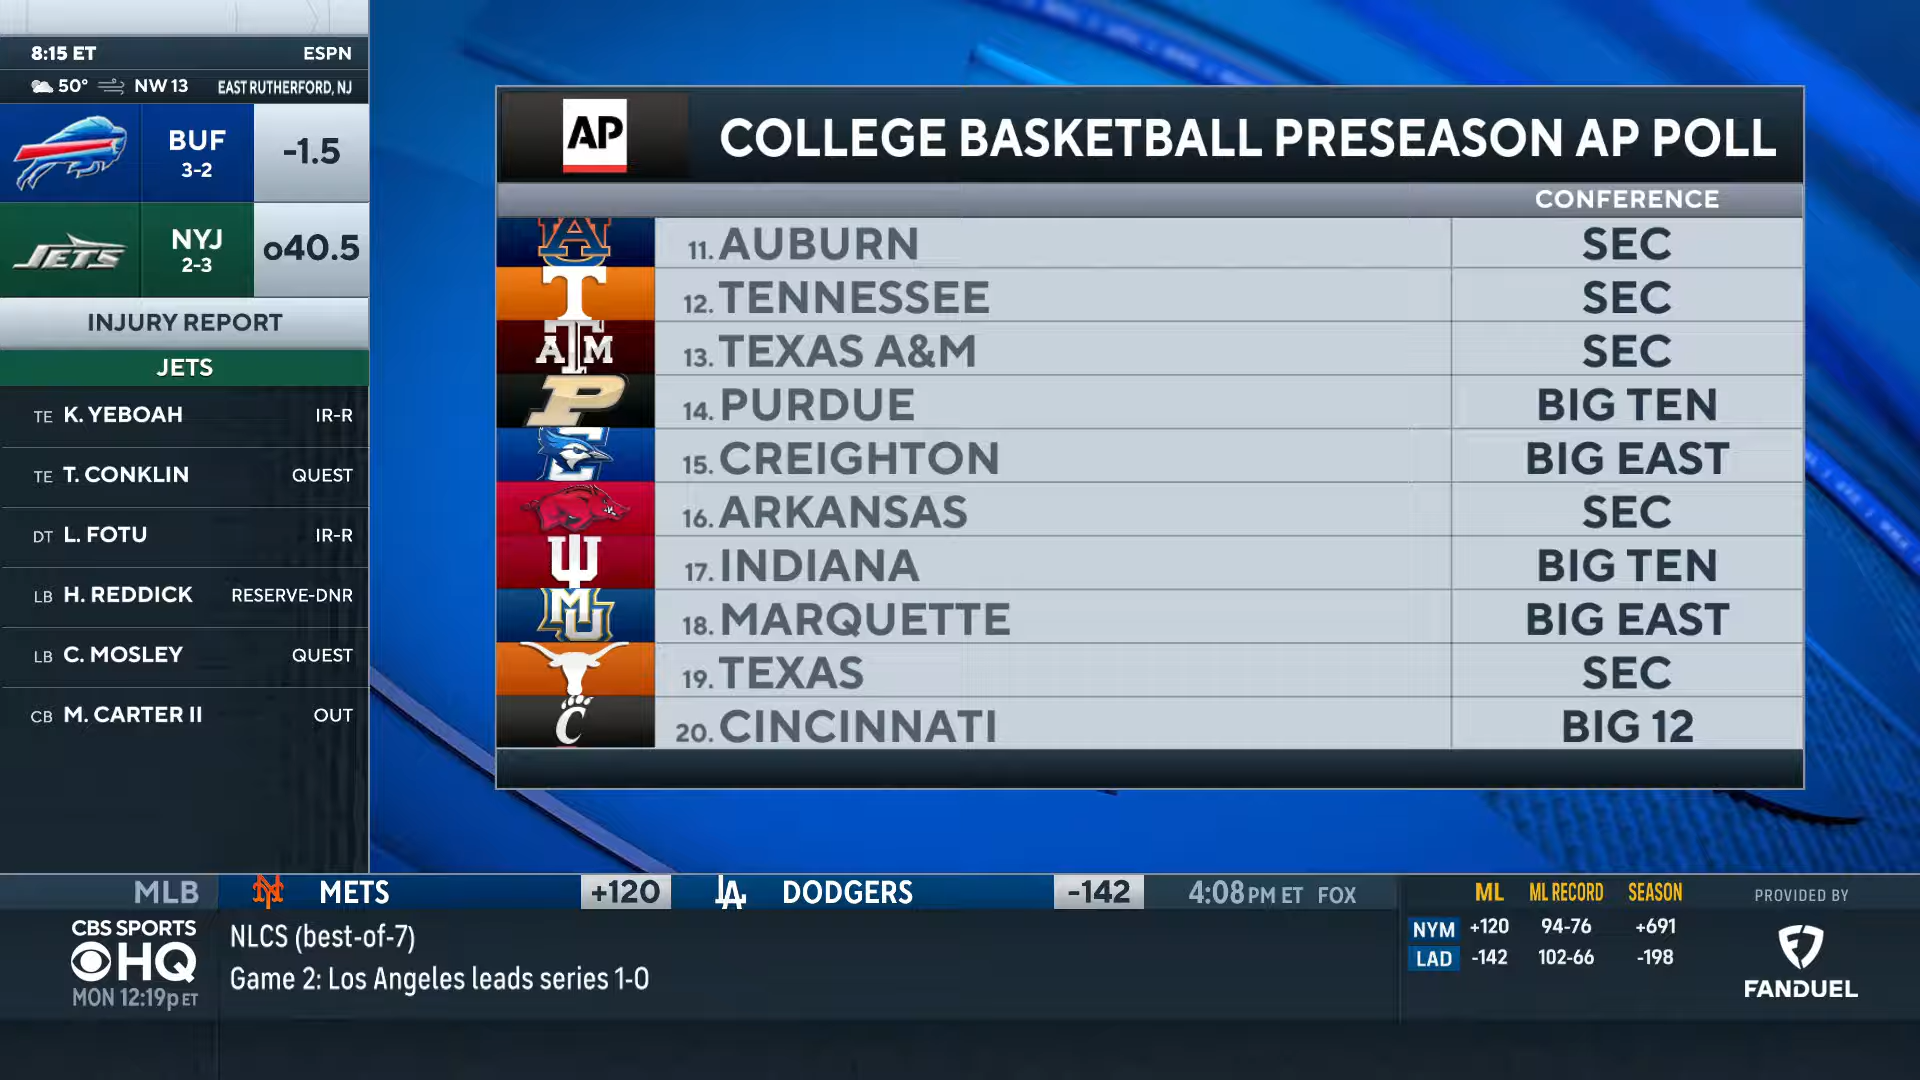 8:15 ET ESPN
50° NW 13 EAST RUTHERFORD, NJ
BUF
3-2
-1.5
JETS
NYJ
2-3
o40.5
INJURY REPORT
JETS
TE K. YEBOAH IR-R
TE T. CONKLIN QUEST
DT L. FOTU IR-R
LB H. REDDICK RESERVE-DNR
LB C. MOSLEY QUEST
CB M. CARTER II OUT
AP COLLEGE BASKETBALL PRESEASON AP POLL
CONFERENCE
11. AUBURN SEC
12. TENNESSEE SEC
13. TEXAS A&M SEC
14. PURDUE BIG TEN
15. CREIGHTON BIG EAST
16. ARKANSAS SEC
17. INDIANA BIG TEN
18. MARQUETTE BIG EAST
19. TEXAS SEC
20. CINCINNATI BIG 12
MLB NY METS +120 LA DODGERS -142 4:08 PM ET FOX
NLCS (best-of-7)
Game 2: Los Angeles leads series 1-0
CBS SPORTS
HQ
MON 12:19p ET
ML ML RECORD SEASON
NYM +120 94-76 +691
LAD -142 102-66 -198
PROVIDED BY
FANDUEL